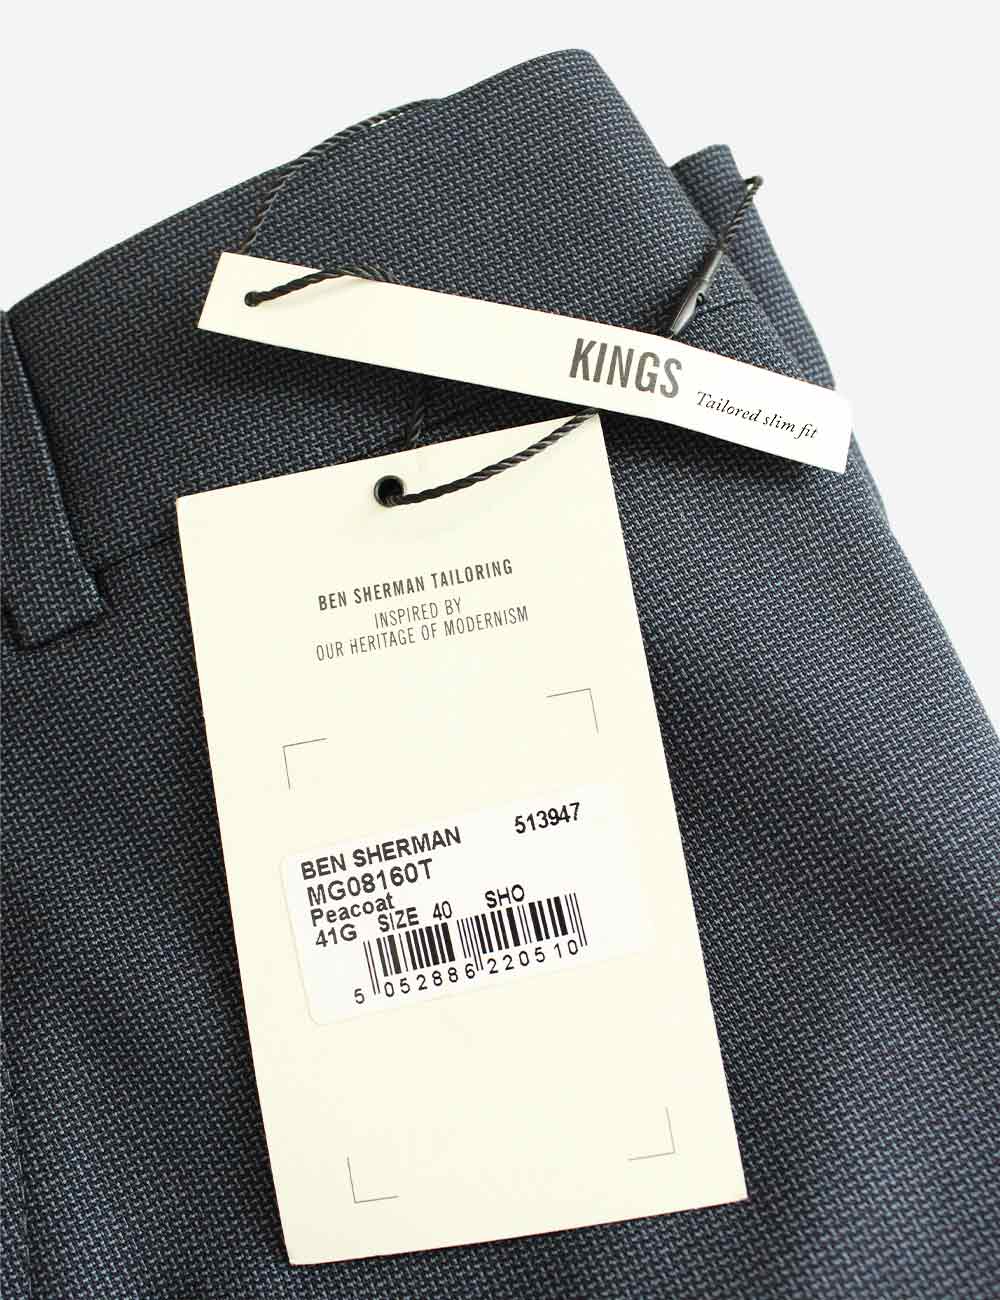 KINGS Tailored slim fit
BEN SHERMAN TAILORING
INSPIRED BY
OUR HERITAGE OF MODERNISM
BEN SHERMAN 513947
MG08160T
Peacoat
41G SIZE 40 SHO
5 052886 220510